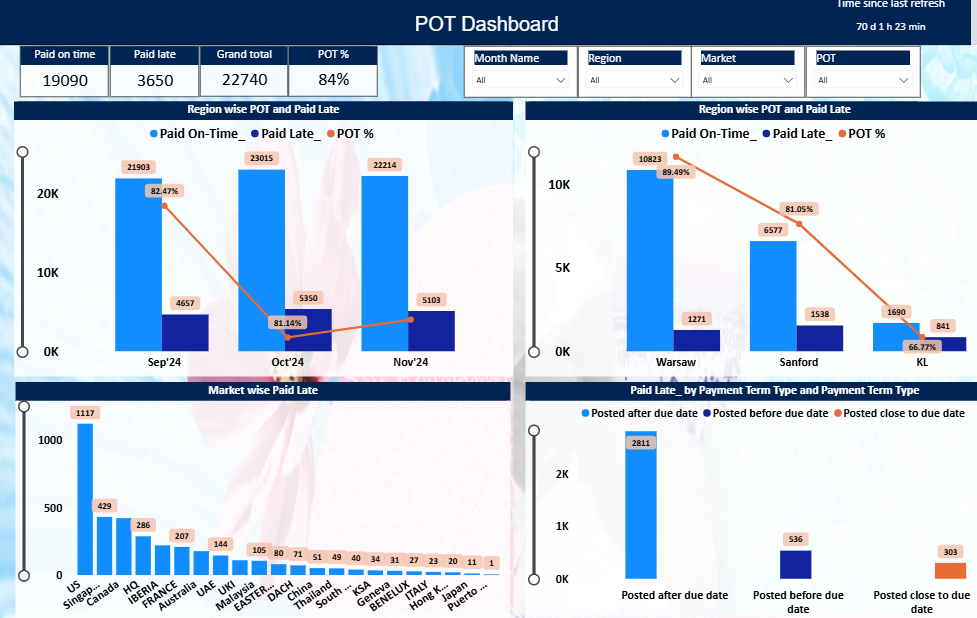 Time since last refresh
POT Dashboard
70 d 1 h 23 min
Paid on time
Paid late
Grand total
POT %
19090
3650
22740
84%
Month Name
Region
Market
POT
All
All
All
All
Region wise POT and Paid Late
Paid On-Time_ Paid Late_ POT %
20K
10K
0K
21903
82.47%
4657
23015
5350
81.14%
22214
5103
Sep'24
Oct'24
Nov'24
Region wise POT and Paid Late
Paid On-Time_ Paid Late_ POT %
10K
5K
0K
10823
89.49%
1271
81.05%
6577
1538
1690
841
66.77%
Warsaw
Sanford
KL
Market wise Paid Late
1000
500
0
1117
429
286
207
144
105
80
71
51
49
40
34
31
27
23
20
11
1
US
Singap...
Canada
HQ
IBERIA
FRANCE
Australia
UAE
UKI
Malaysia
EASTER...
DACH
China
Thailand
South ...
KSA
Geneva
BENELUX
ITALY
Hong K...
Japan
Puerto ...
Paid Late_ by Payment Term Type and Payment Term Type
Posted after due date Posted before due date Posted close to due date
2K
1K
0K
2811
536
303
Posted after due date
Posted before due
date
Posted close to due
date